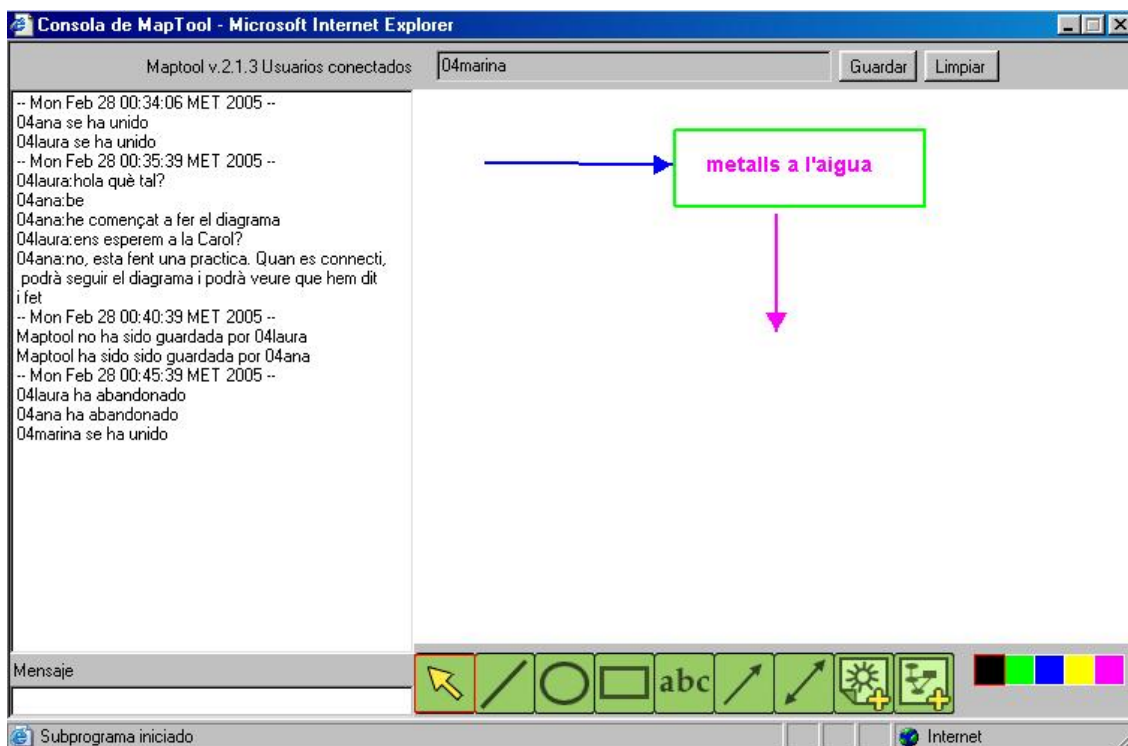 Consola de MapTool - Microsoft Internet Explorer
Maptool v.2.1.3 Usuarios conectados
04marina
Guardar
Limpiar
-- Mon Feb 28 00:34:06 MET 2005 --
04ana se ha unido
04laura se ha unido
-- Mon Feb 28 00:35:39 MET 2005 --
04laura:hola què tal?
04ana:be
04ana:he començat a fer el diagrama
04laura:ens esperem a la Carol?
04ana:no, esta fent una practica. Quan es connecti,
podrà seguir el diagrama i podrà veure que hem dit
i fet
-- Mon Feb 28 00:40:39 MET 2005 --
Maptool no ha sido guardada por 04laura
Maptool ha sido sido guardada por 04ana
-- Mon Feb 28 00:45:39 MET 2005 --
04laura ha abandonado
04ana ha abandonado
04marina se ha unido
metalls a l'aigua
Mensaje
abc
Subprograma iniciado
Internet